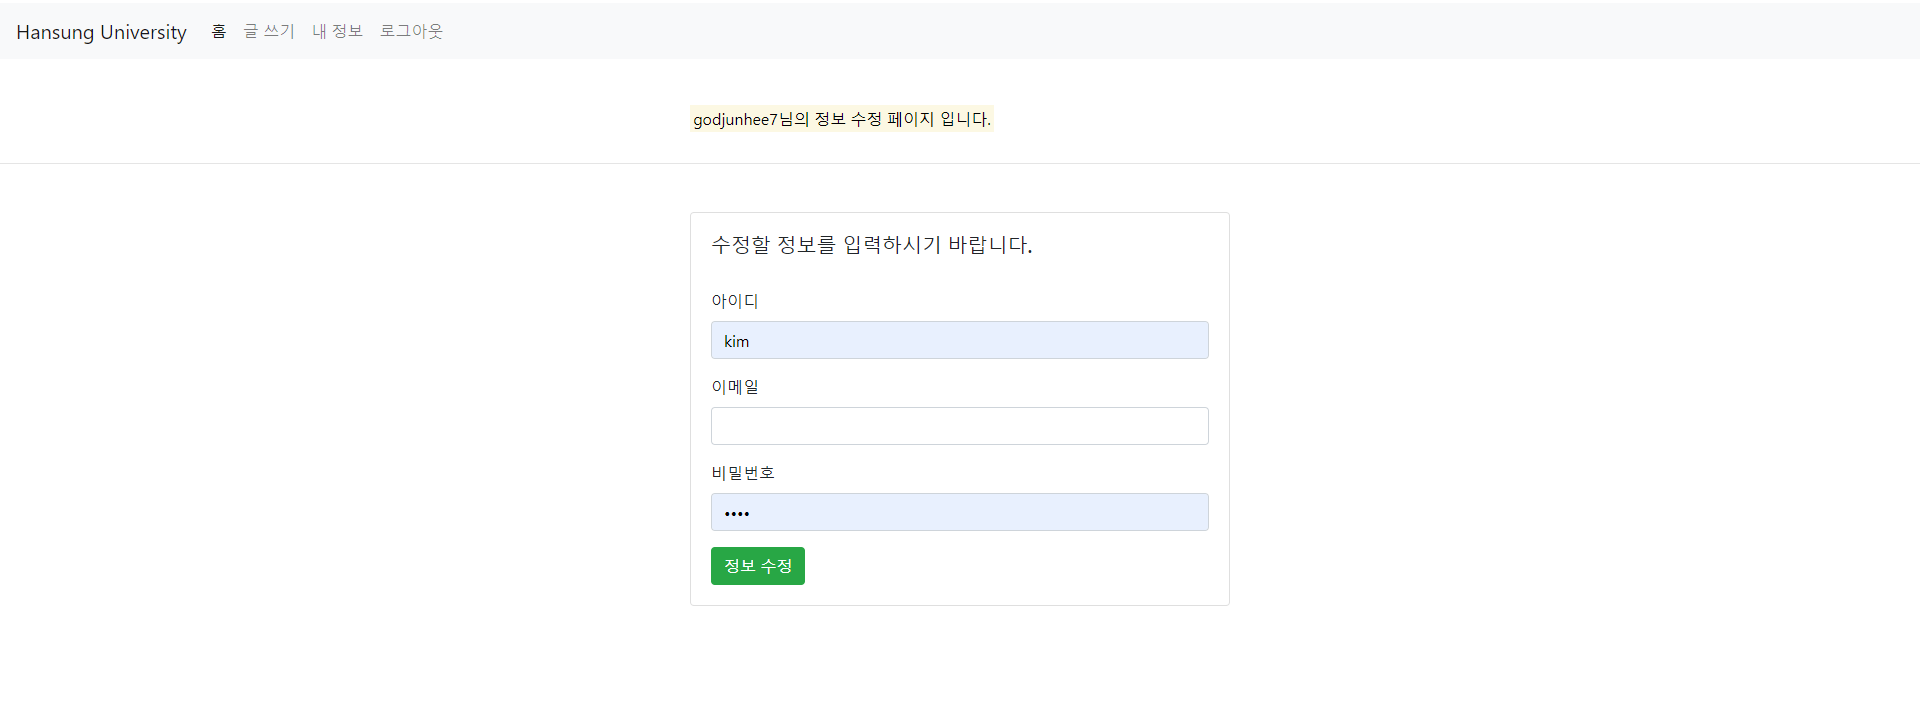 Hansung University 홈 글 쓰기 내 정보 로그아웃
godjunhee7님의 정보 수정 페이지 입니다.
수정할 정보를 입력하시기 바랍니다.
아이디
kim
이메일
비밀번호
••••
정보 수정